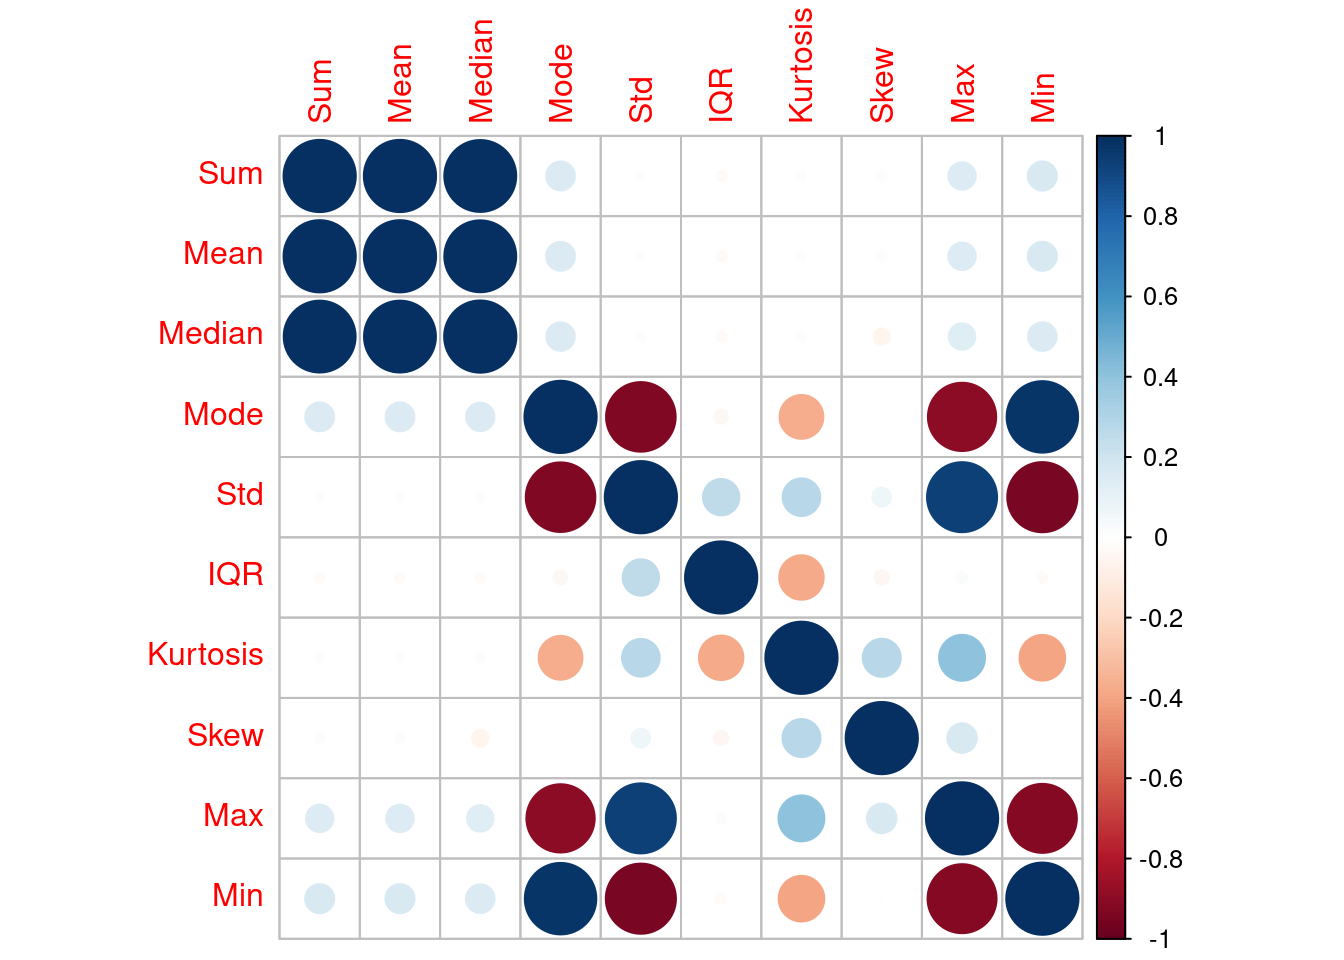 Sum Mean Median Mode Std IQR Kurtosis Skew Max Min
Sum
Mean
Median
Mode
Std
IQR
Kurtosis
Skew
Max
Min
1
0.8
0.6
0.4
0.2
0
-0.2
-0.4
-0.6
-0.8
-1